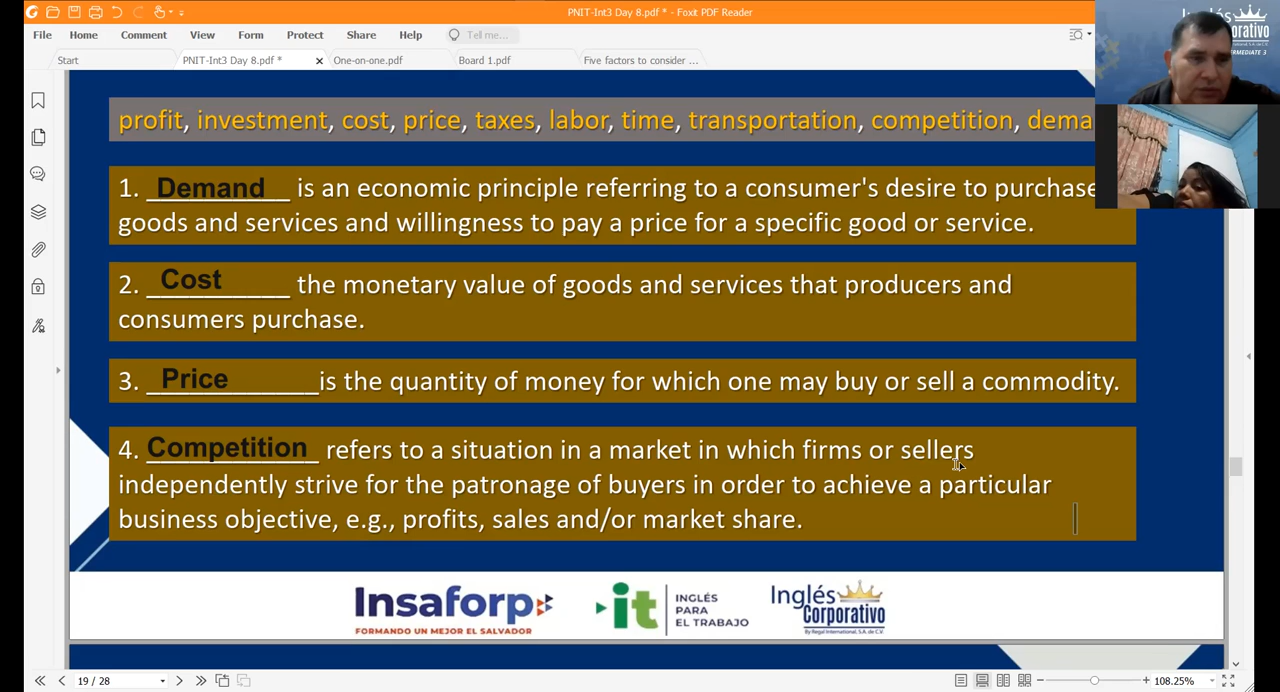 PNIT-Int3 Day 8.pdf * - Foxit PDF Reader
File Home Comment View Form Protect Share Help Tell me...
Start PNIT-Int3 Day 8.pdf * One-on-one.pdf Board 1.pdf Five factors to consider ...
profit, investment, cost, price, taxes, labor, time, transportation, competition, dema
1. Demand is an economic principle referring to a consumer's desire to purchase
goods and services and willingness to pay a price for a specific good or service.
2. Cost the monetary value of goods and services that producers and
consumers purchase.
3. Price is the quantity of money for which one may buy or sell a commodity.
4. Competition refers to a situation in a market in which firms or sellers
independently strive for the patronage of buyers in order to achieve a particular
business objective, e.g., profits, sales and/or market share.
Insaforp
FORMANDO UN MEJOR EL SALVADOR
it
INGLÉS
PARA
EL TRABAJO
Inglés
Corporativo
By Regal International, S.A. de C.V.
19 / 28
108.25%